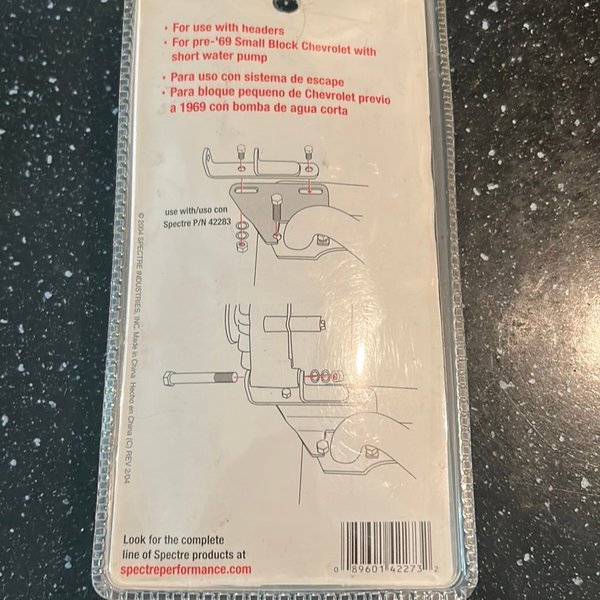 • For use with headers
• For pre-'69 Small Block Chevrolet with
short water pump
• Para uso con sistema de escape
• Para bloque pequeno de Chevrolet previo
a 1969 con bomba de agua corta
use with/uso con
Spectre P/N 42283
© 2004 SPECTRE INDUSTRIES, INC. Made in China Hecho en China (C) REV 2/04
Look for the complete
line of Spectre products at
spectreperformance.com
0 89601 42273 2